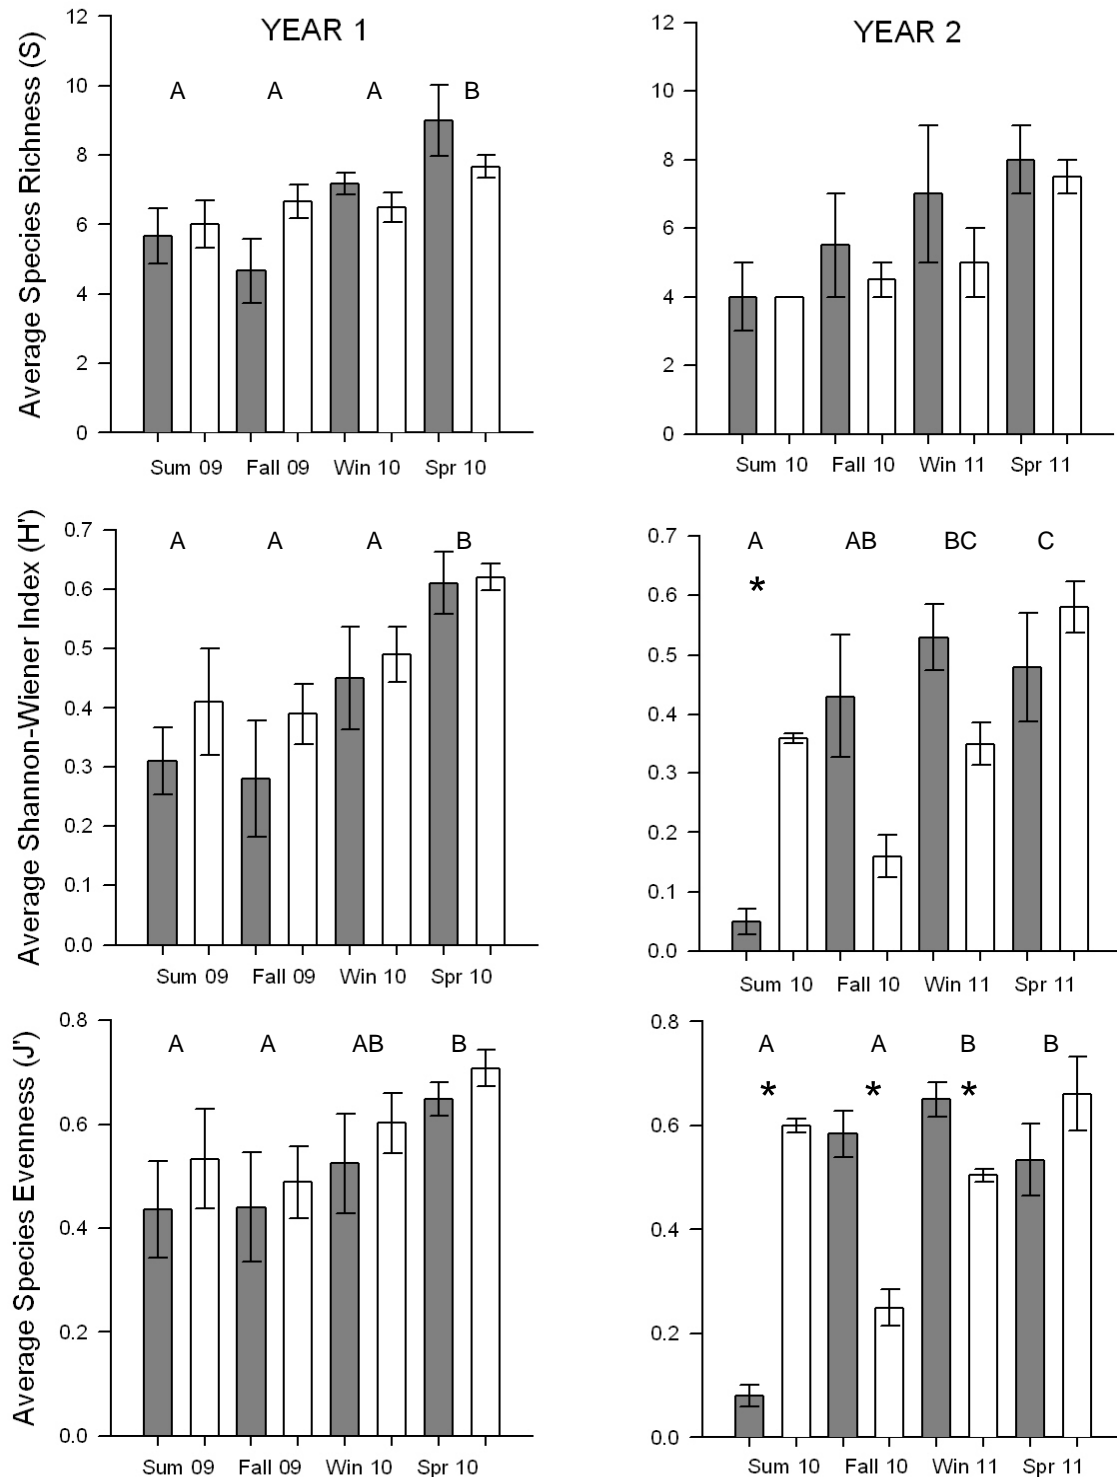 YEAR 1
Average Species Richness (S)
12
10
8
6
4
2
0
A A A B
Sum 09 Fall 09 Win 10 Spr 10
YEAR 2
12
10
8
6
4
2
0
Sum 10 Fall 10 Win 11 Spr 11
Average Shannon-Wiener Index (H')
0.7
0.6
0.5
0.4
0.3
0.2
0.1
0.0
A A A B
Sum 09 Fall 09 Win 10 Spr 10
0.7
0.6
0.5
0.4
0.3
0.2
0.1
0.0
A AB BC C
*
Sum 10 Fall 10 Win 11 Spr 11
Average Species Evenness (J')
0.8
0.6
0.4
0.2
0.0
A A AB B
Sum 09 Fall 09 Win 10 Spr 10
0.8
0.6
0.4
0.2
0.0
A A B B
* * *
Sum 10 Fall 10 Win 11 Spr 11